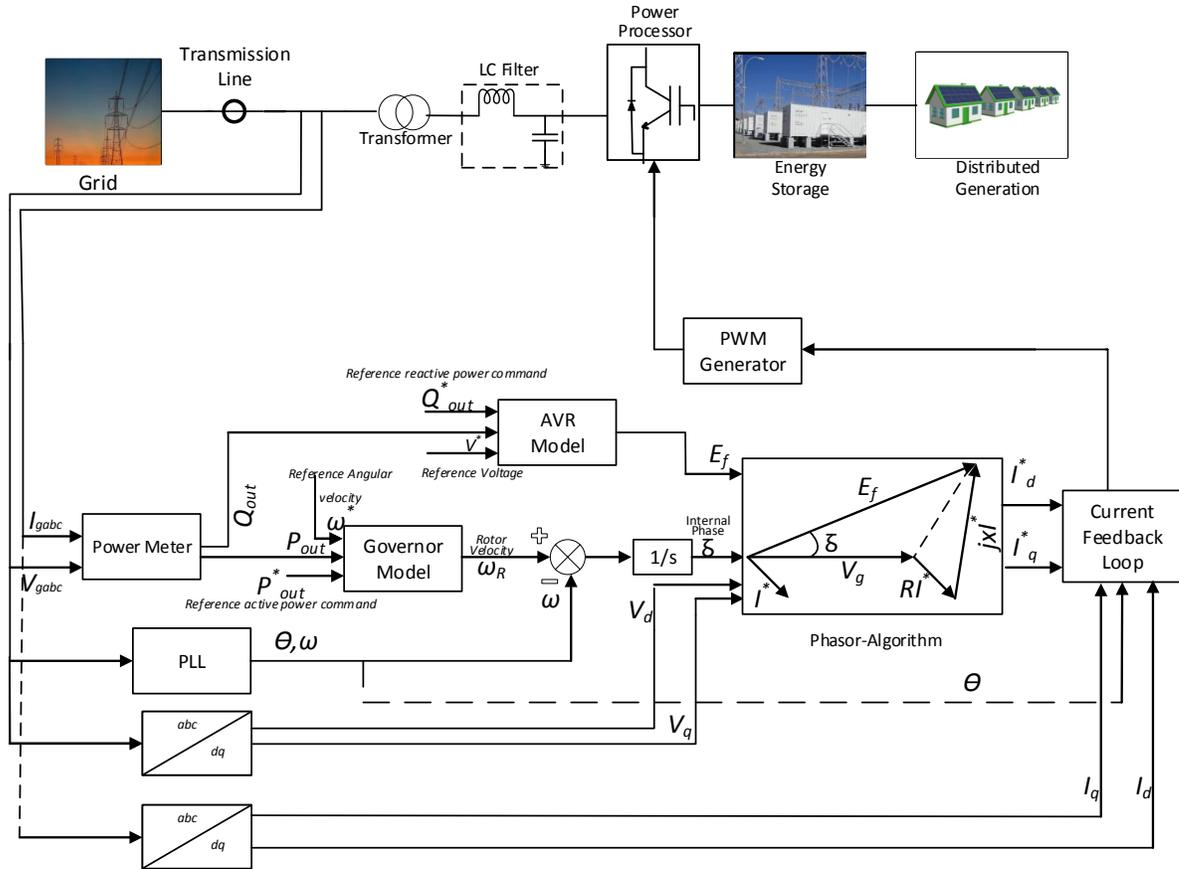 Power
Processor
Transmission
Line
LC Filter
Transformer
Grid
Energy
Storage
Distributed
Generation
PWM
Generator
Reference reactive power command
Q*out
AVR
Model
V*
Reference Voltage
Ef
Reference Angular
velocity
ω*
Qout
Igabc
Vgabc
Power Meter
Pout
P*out
Reference active power command
Governor
Model
Rotor
Velocity
ωR
ω
1/s
Internal
Phase
δ
Vd
Vq
Ef
δ
Vg
I*
RI*
jxI*
Phasor-Algorithm
I*d
I*q
Current
Feedback
Loop
PLL
Θ,ω
Θ
abc
dq
abc
dq
Iq
Id